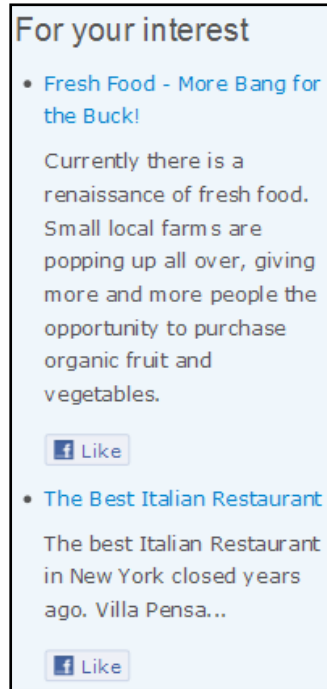 For your interest
• Fresh Food - More Bang for
the Buck!
Currently there is a
renaissance of fresh food.
Small local farms are
popping up all over, giving
more and more people the
opportunity to purchase
organic fruit and
vegetables.
f Like
• The Best Italian Restaurant
The best Italian Restaurant
in New York closed years
ago. Villa Pensa...
f Like